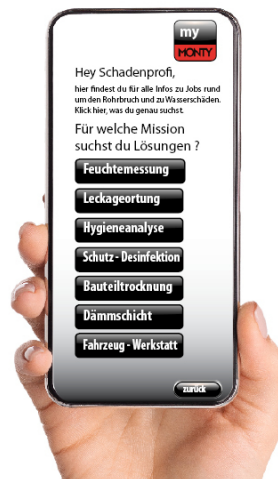 my
MONTY
Hey Schadenprofi,
hier findest du für alle Infos zu Jobs rund
um den Rohrbruch und zu Wasserschäden.
Klick hier, was du genau suchst.
Für welche Mission
suchst du Lösungen ?
Feuchtemessung
Leckageortung
Hygieneanalyse
Schutz - Desinfektion
Bauteiltrocknung
Dämmschicht
Fahrzeug - Werkstatt
zurück